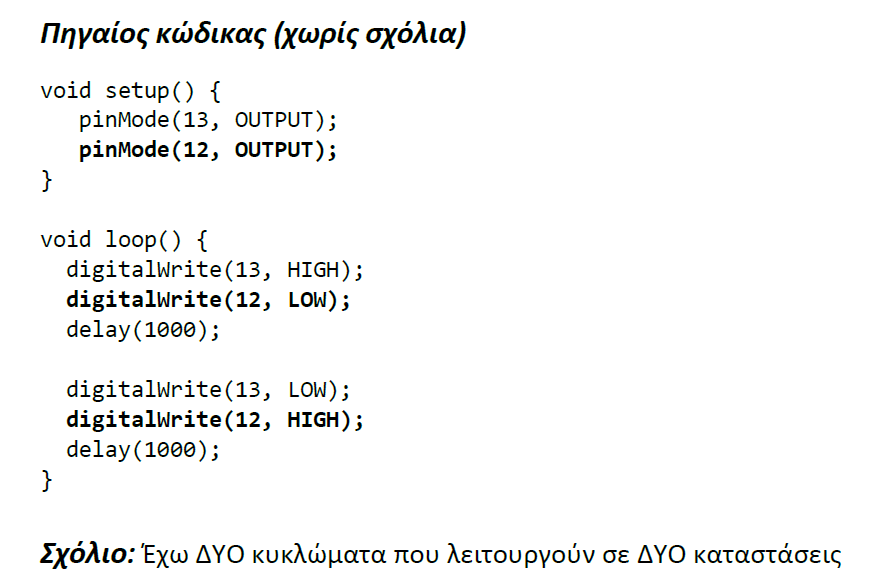 Πηγαίος κώδικας (χωρίς σχόλια)
void setup() {
   pinMode(13, OUTPUT);
   pinMode(12, OUTPUT);
}
void loop() {
  digitalWrite(13, HIGH);
  digitalWrite(12, LOW);
  delay(1000);
  digitalWrite(13, LOW);
  digitalWrite(12, HIGH);
  delay(1000);
}
Σχόλιο: Έχω ΔΥΟ κυκλώματα που λειτουργούν σε ΔΥΟ καταστάσεις